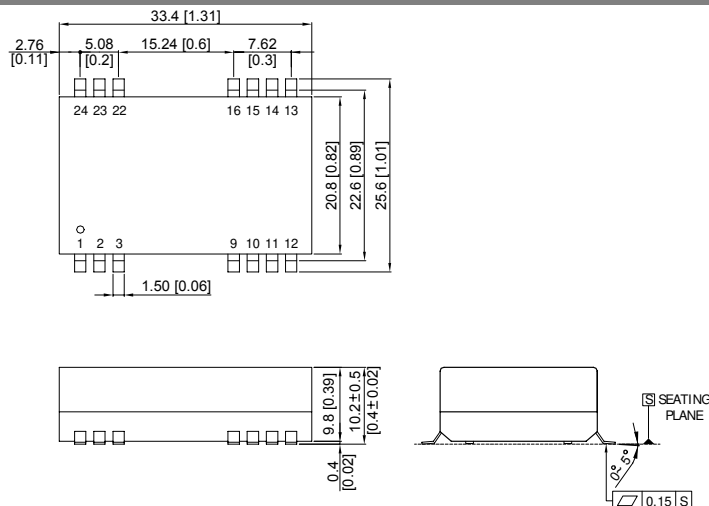 33.4 [1.31]
2.76
[0.11]
5.08
[0.2]
15.24 [0.6]
7.62
[0.3]
24 23 22
16 15 14 13
20.8 [0.82]
22.6 [0.89]
25.6 [1.01]
1 2 3
9 10 11 12
1.50 [0.06]
9.8 [0.39]
10.2±0.5
[0.4±0.02]
0.4
[0.02]
S SEATING
PLANE
0°~5°
0.15 S